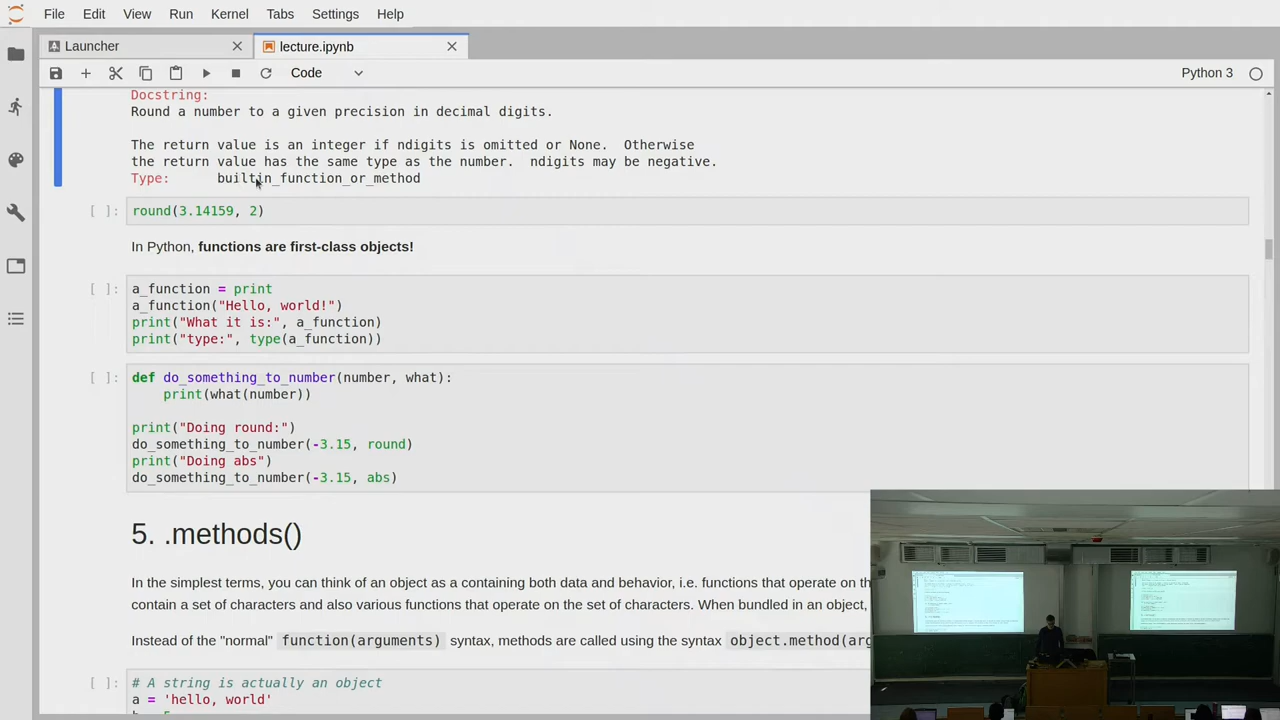 File Edit View Run Kernel Tabs Settings Help
Launcher
lecture.ipynb
Code
Python 3
Docstring:
Round a number to a given precision in decimal digits.
The return value is an integer if ndigits is omitted or None.  Otherwise
the return value has the same type as the number.  ndigits may be negative.
Type:      builtin_function_or_method
[ ]: round(3.14159, 2)
In Python, functions are first-class objects!
[ ]: a_function = print
a_function("Hello, world!")
print("What it is:", a_function)
print("type:", type(a_function))
[ ]: def do_something_to_number(number, what):
    print(what(number))
print("Doing round:")
do_something_to_number(-3.15, round)
print("Doing abs")
do_something_to_number(-3.15, abs)
5. .methods()
In the simplest terms, you can think of an object as a containing both data and behavior, i.e. functions that operate on th
contain a set of characters and also various functions that operate on the set of characters. When bundled in an object,
Instead of the "normal" function(arguments) syntax, methods are called using the syntax object.method(arg
[ ]: # A string is actually an object
a = 'hello, world'